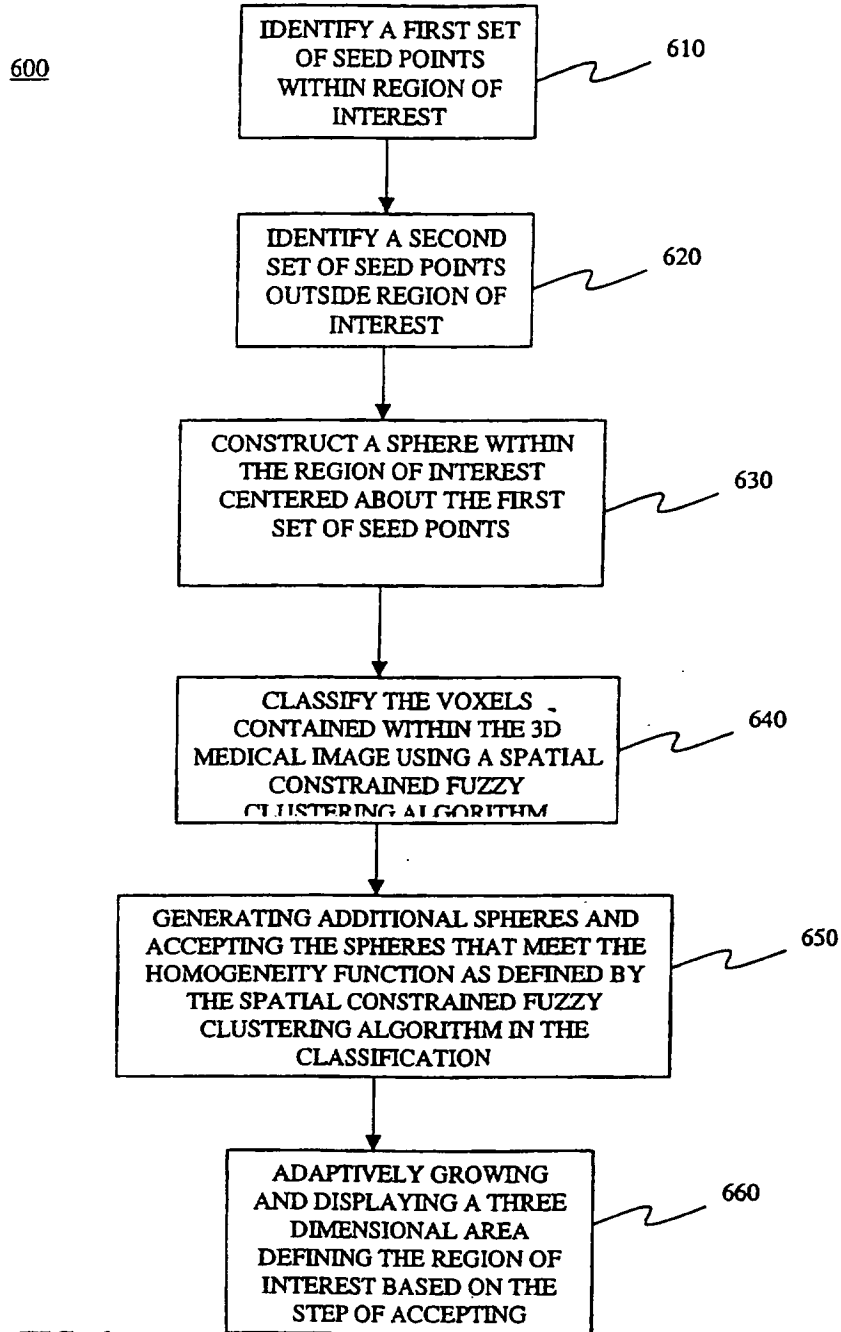 600
IDENTIFY A FIRST SET
OF SEED POINTS
WITHIN REGION OF
INTEREST
610
IDENTIFY A SECOND
SET OF SEED POINTS
OUTSIDE REGION OF
INTEREST
620
CONSTRUCT A SPHERE WITHIN
THE REGION OF INTEREST
CENTERED ABOUT THE FIRST
SET OF SEED POINTS
630
CLASSIFY THE VOXELS
CONTAINED WITHIN THE 3D
MEDICAL IMAGE USING A SPATIAL
CONSTRAINED FUZZY
CLUSTERING ALGORITHM
640
GENERATING ADDITIONAL SPHERES AND
ACCEPTING THE SPHERES THAT MEET THE
HOMOGENEITY FUNCTION AS DEFINED BY
THE SPATIAL CONSTRAINED FUZZY
CLUSTERING ALGORITHM IN THE
CLASSIFICATION
650
ADAPTIVELY GROWING
AND DISPLAYING A THREE
DIMENSIONAL AREA
DEFINING THE REGION OF
INTEREST BASED ON THE
STEP OF ACCEPTING
660